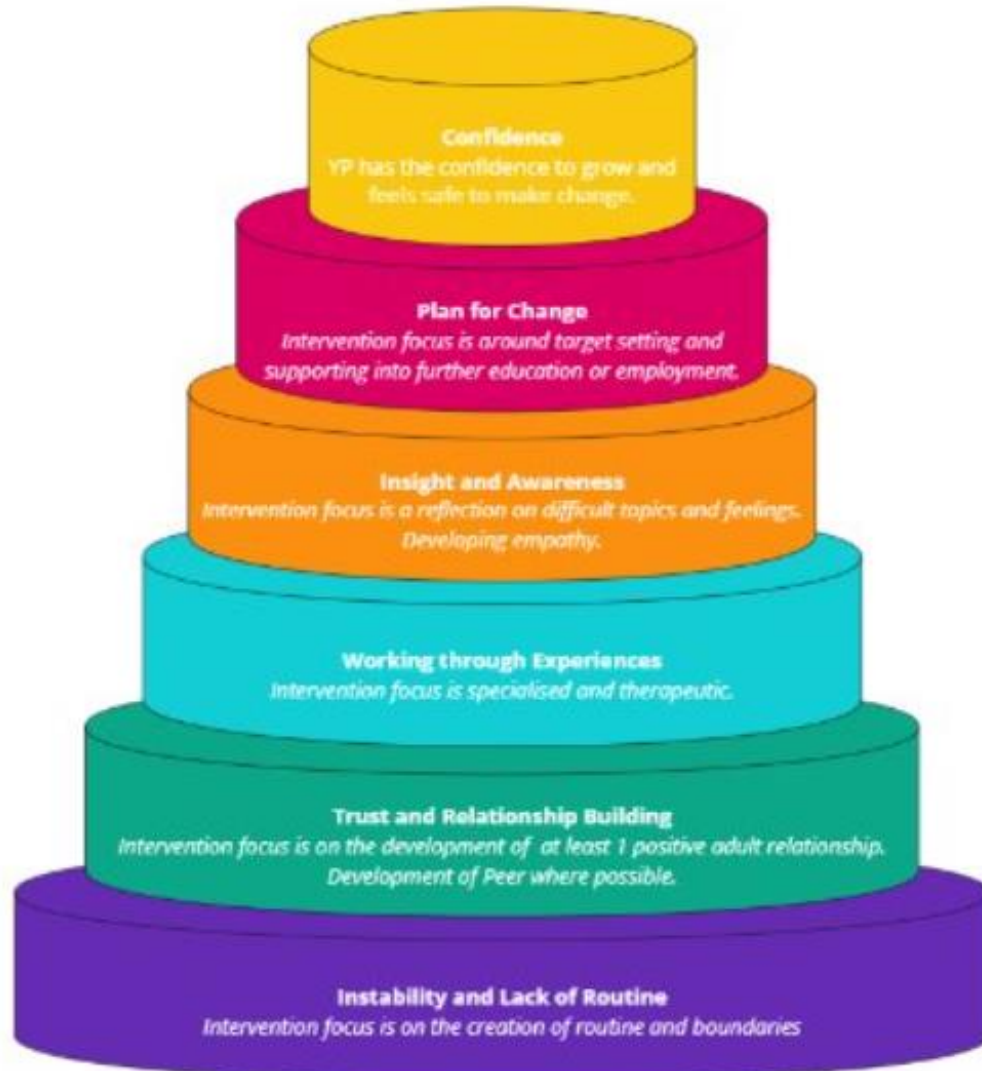 Confidence
YP has the confidence to grow and
feels safe to make change.
Plan for Change
Intervention focus is around target setting and
supporting into further education or employment.
Insight and Awareness
Intervention focus is a reflection on difficult topics and feelings.
Developing empathy.
Working through Experiences
Intervention focus is specialised and therapeutic.
Trust and Relationship Building
Intervention focus is on the development of at least 1 positive adult relationship.
Development of Peer where possible.
Instability and Lack of Routine
Intervention focus is on the creation of routine and boundaries